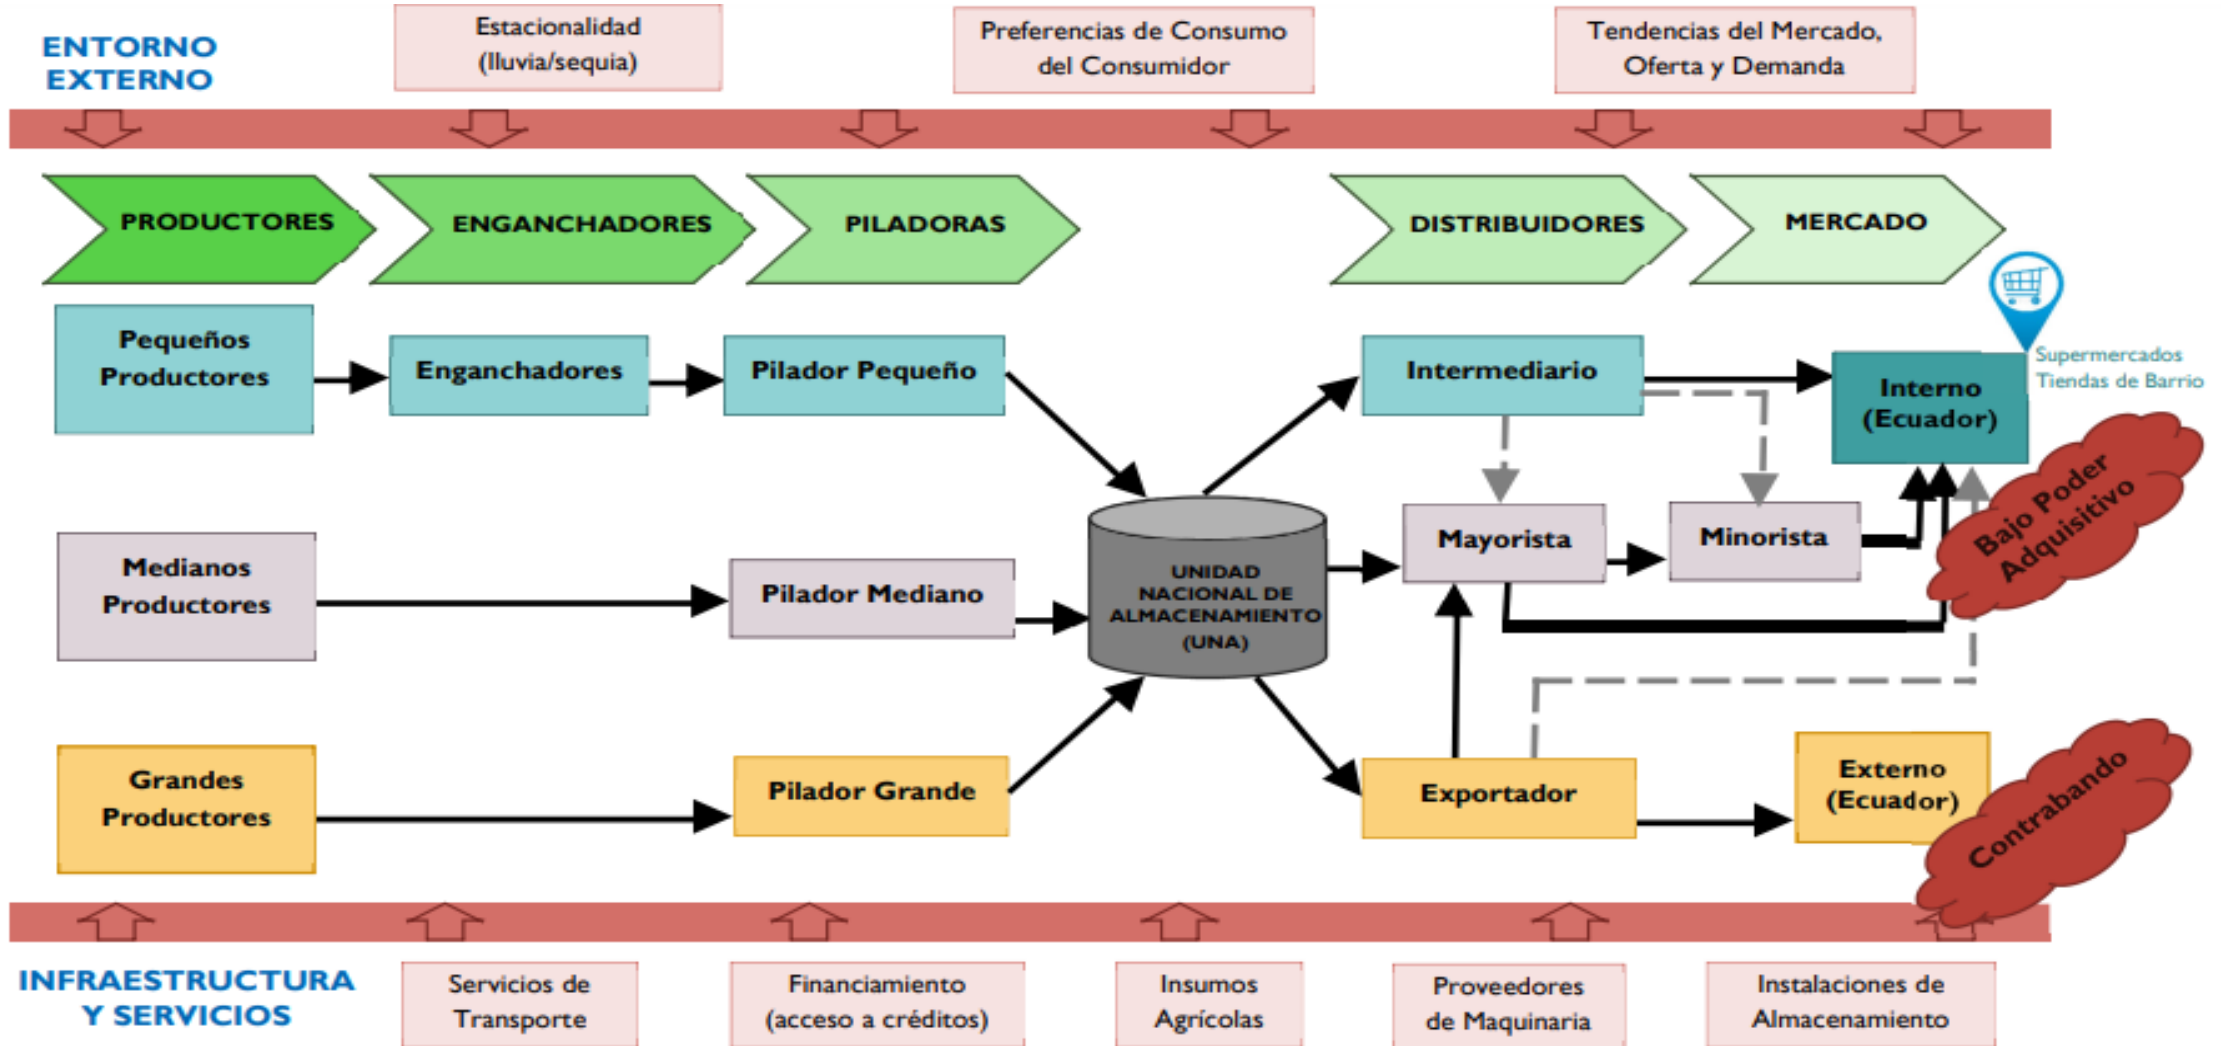 ENTORNO
EXTERNO
Estacionalidad
(lluvia/sequia)
Preferencias de Consumo
del Consumidor
Tendencias del Mercado,
Oferta y Demanda
PRODUCTORES
ENGANCHADORES
PILADORAS
DISTRIBUIDORES
MERCADO
Pequeños
Productores
Enganchadores
Pilador Pequeño
Intermediario
Interno
(Ecuador)
Supermercados
Tiendas de Barrio
Bajo Poder
Adquisitivo
Medianos
Productores
Pilador Mediano
UNIDAD
NACIONAL DE
ALMACENAMIENTO
(UNA)
Mayorista
Minorista
Grandes
Productores
Pilador Grande
Exportador
Externo
(Ecuador)
Contrabando
INFRAESTRUCTURA
Y SERVICIOS
Servicios de
Transporte
Financiamiento
(acceso a créditos)
Insumos
Agrícolas
Proveedores
de Maquinaria
Instalaciones de
Almacenamiento